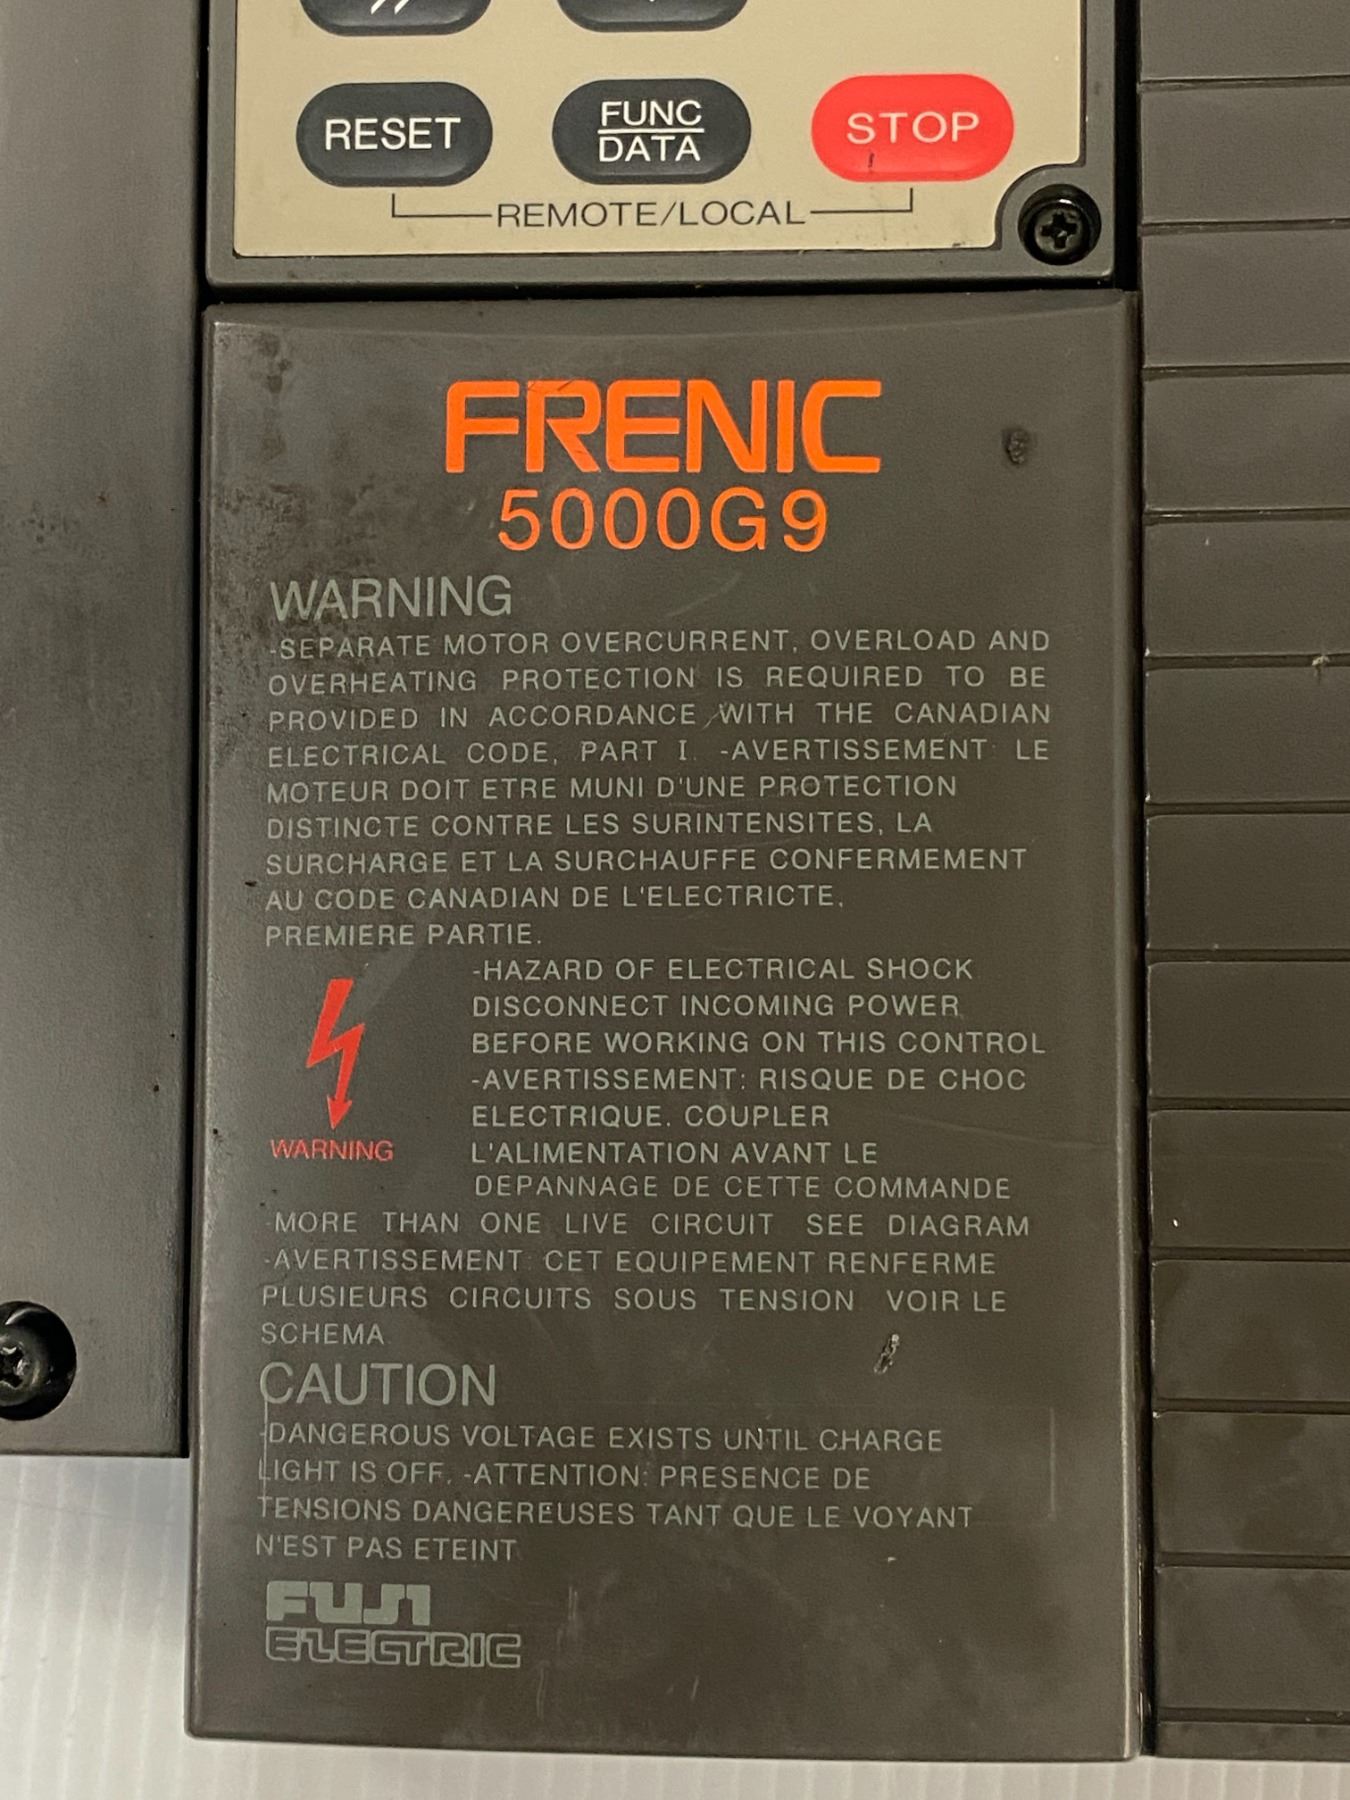 RESET
FUNC
DATA
STOP
REMOTE/LOCAL
FRENIC
5000G9
WARNING
-SEPARATE MOTOR OVERCURRENT, OVERLOAD AND
OVERHEATING PROTECTION IS REQUIRED TO BE
PROVIDED IN ACCORDANCE WITH THE CANADIAN
ELECTRICAL CODE, PART I. -AVERTISSEMENT: LE
MOTEUR DOIT ETRE MUNI D'UNE PROTECTION
DISTINCTE CONTRE LES SURINTENSITES, LA
SURCHARGE ET LA SURCHAUFFE CONFERMEMENT
AU CODE CANADIAN DE L'ELECTRICTE,
PREMIERE PARTIE.
-HAZARD OF ELECTRICAL SHOCK
DISCONNECT INCOMING POWER
BEFORE WORKING ON THIS CONTROL
-AVERTISSEMENT: RISQUE DE CHOC
ELECTRIQUE. COUPLER
L'ALIMENTATION AVANT LE
DEPANNAGE DE CETTE COMMANDE
WARNING
-MORE THAN ONE LIVE CIRCUIT SEE DIAGRAM
-AVERTISSEMENT: CET EQUIPEMENT RENFERME
PLUSIEURS CIRCUITS SOUS TENSION VOIR LE
SCHEMA.
CAUTION
-DANGEROUS VOLTAGE EXISTS UNTIL CHARGE
LIGHT IS OFF. -ATTENTION: PRESENCE DE
TENSIONS DANGEREUSES TANT QUE LE VOYANT
N'EST PAS ETEINT
FUJI
ELECTRIC